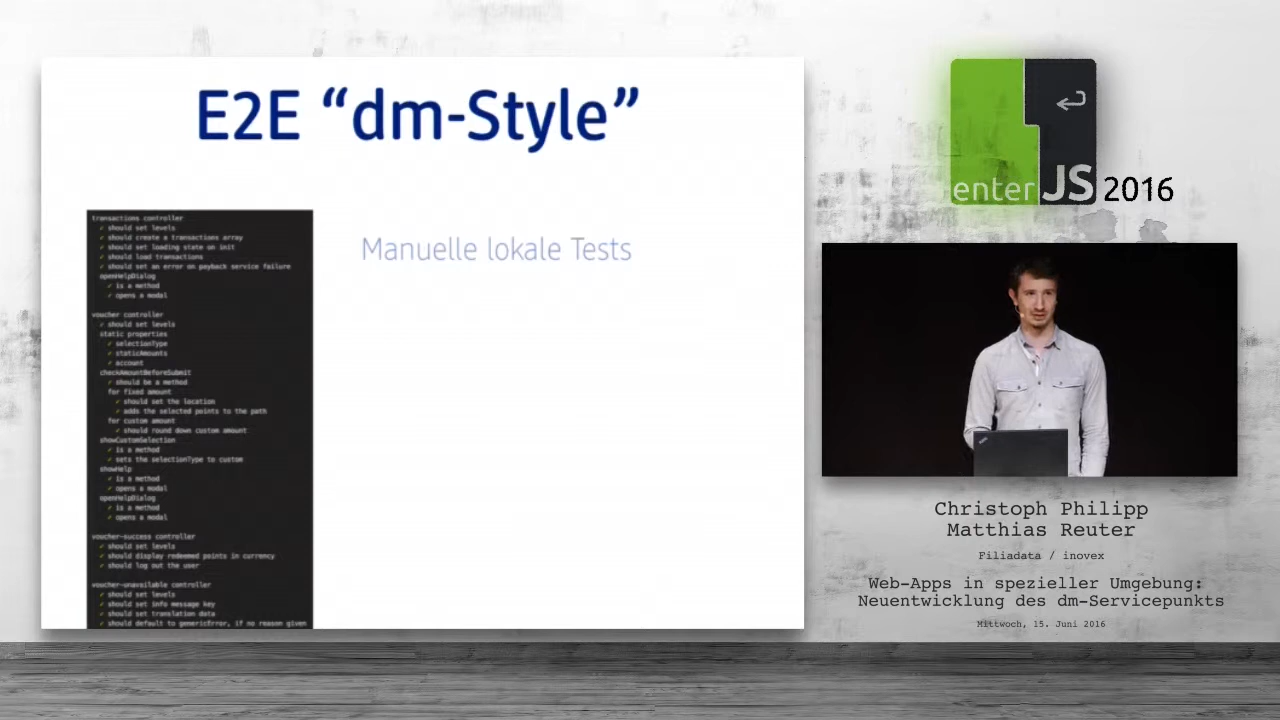 E2E “dm-Style”
transactions controller
✓ should set levels
✓ should create a transactions array
✓ should set loading state on init
✓ should load transactions
✓ should set an error on payback service failure
openHelpDialog
✓ is a method
✓ opens a modal
voucher controller
✓ should set levels
static properties
✓ selectionType
✓ staticAmounts
✓ account
checkAmountBeforeSubmit
✓ should be a method
for fixed amount
✓ should set the location
✓ adds the selected points to the path
for custom amount
✓ should round down custom amount
showCustomSelection
✓ is a method
✓ sets the selectionType to custom
showHelp
✓ is a method
✓ opens a modal
openHelpDialog
✓ is a method
✓ opens a modal
voucher-success controller
✓ should set levels
✓ should display redeemed points in currency
✓ should log out the user
voucher-unavailable controller
✓ should set levels
✓ should set info message key
✓ should set translation data
✓ should default to genericError, if no reason given
Manuelle lokale Tests
enterJS 2016
Christoph Philipp
Matthias Reuter
Filiadata / inovex
Web-Apps in spezieller Umgebung:
Neuentwicklung des dm-Servicepunkts
Mittwoch, 15. Juni 2016